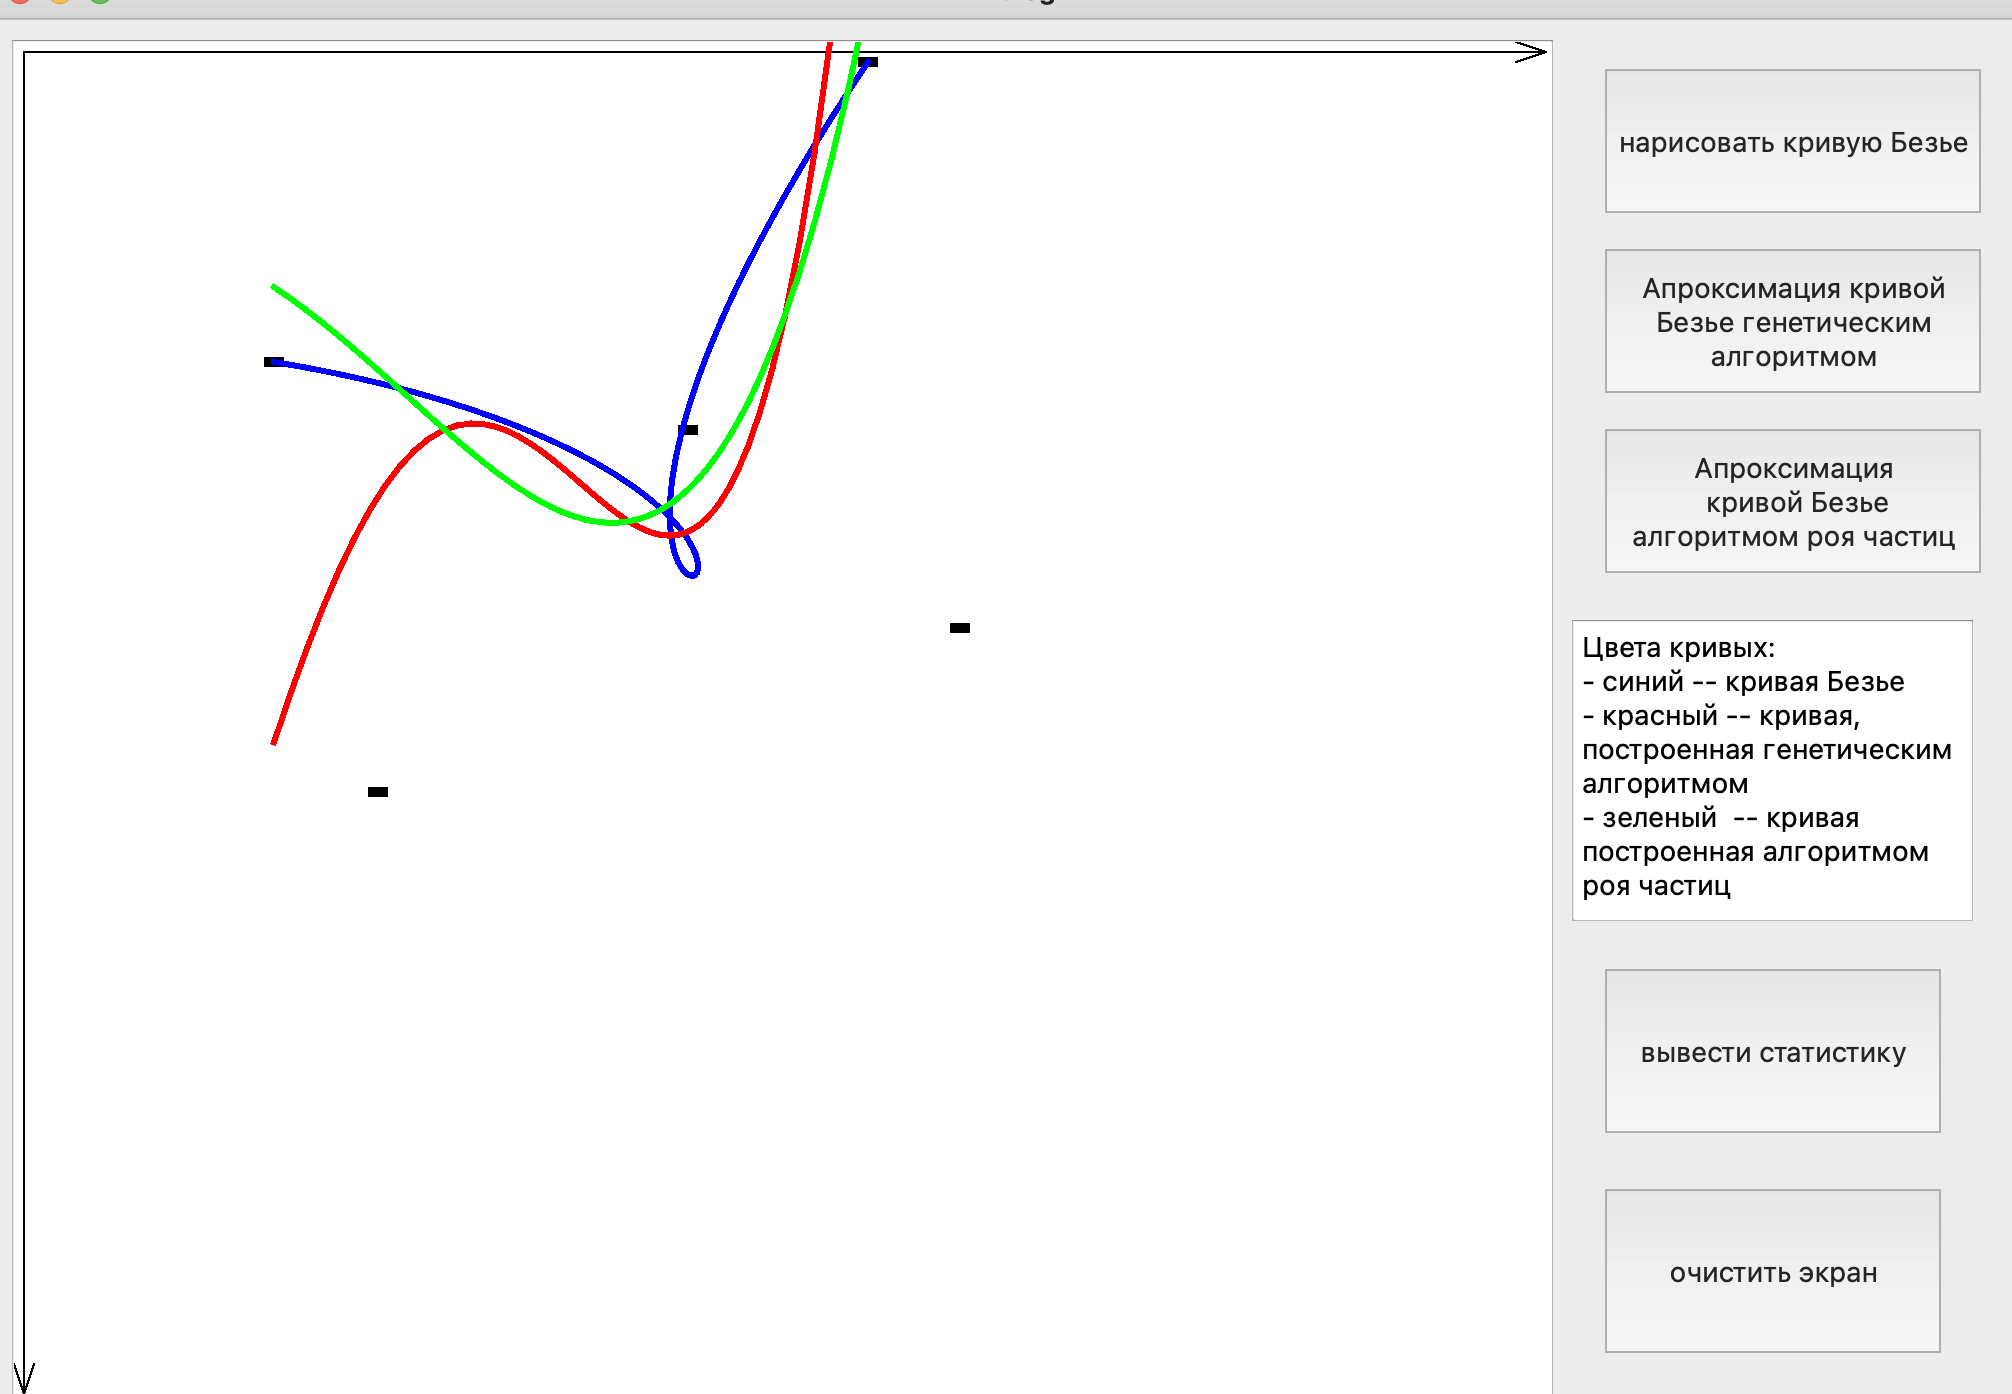 нарисовать кривую Безье
Апроксимация кривой
Безье генетическим
алгоритмом
Апроксимация
кривой Безье
алгоритмом роя частиц
Цвета кривых:
- синий -- кривая Безье
- красный -- кривая,
построенная генетическим
алгоритмом
- зеленый  -- кривая
построенная алгоритмом
роя частиц
вывести статистику
очистить экран